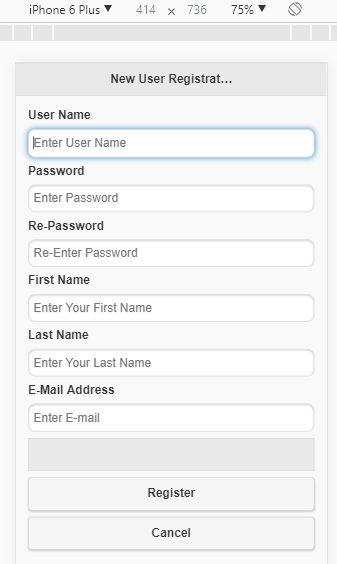 iPhone 6 Plus ▼ 414 × 736 75% ▼
New User Registrat...
User Name
Enter User Name
Password
Enter Password
Re-Password
Re-Enter Password
First Name
Enter Your First Name
Last Name
Enter Your Last Name
E-Mail Address
Enter E-mail
Register
Cancel